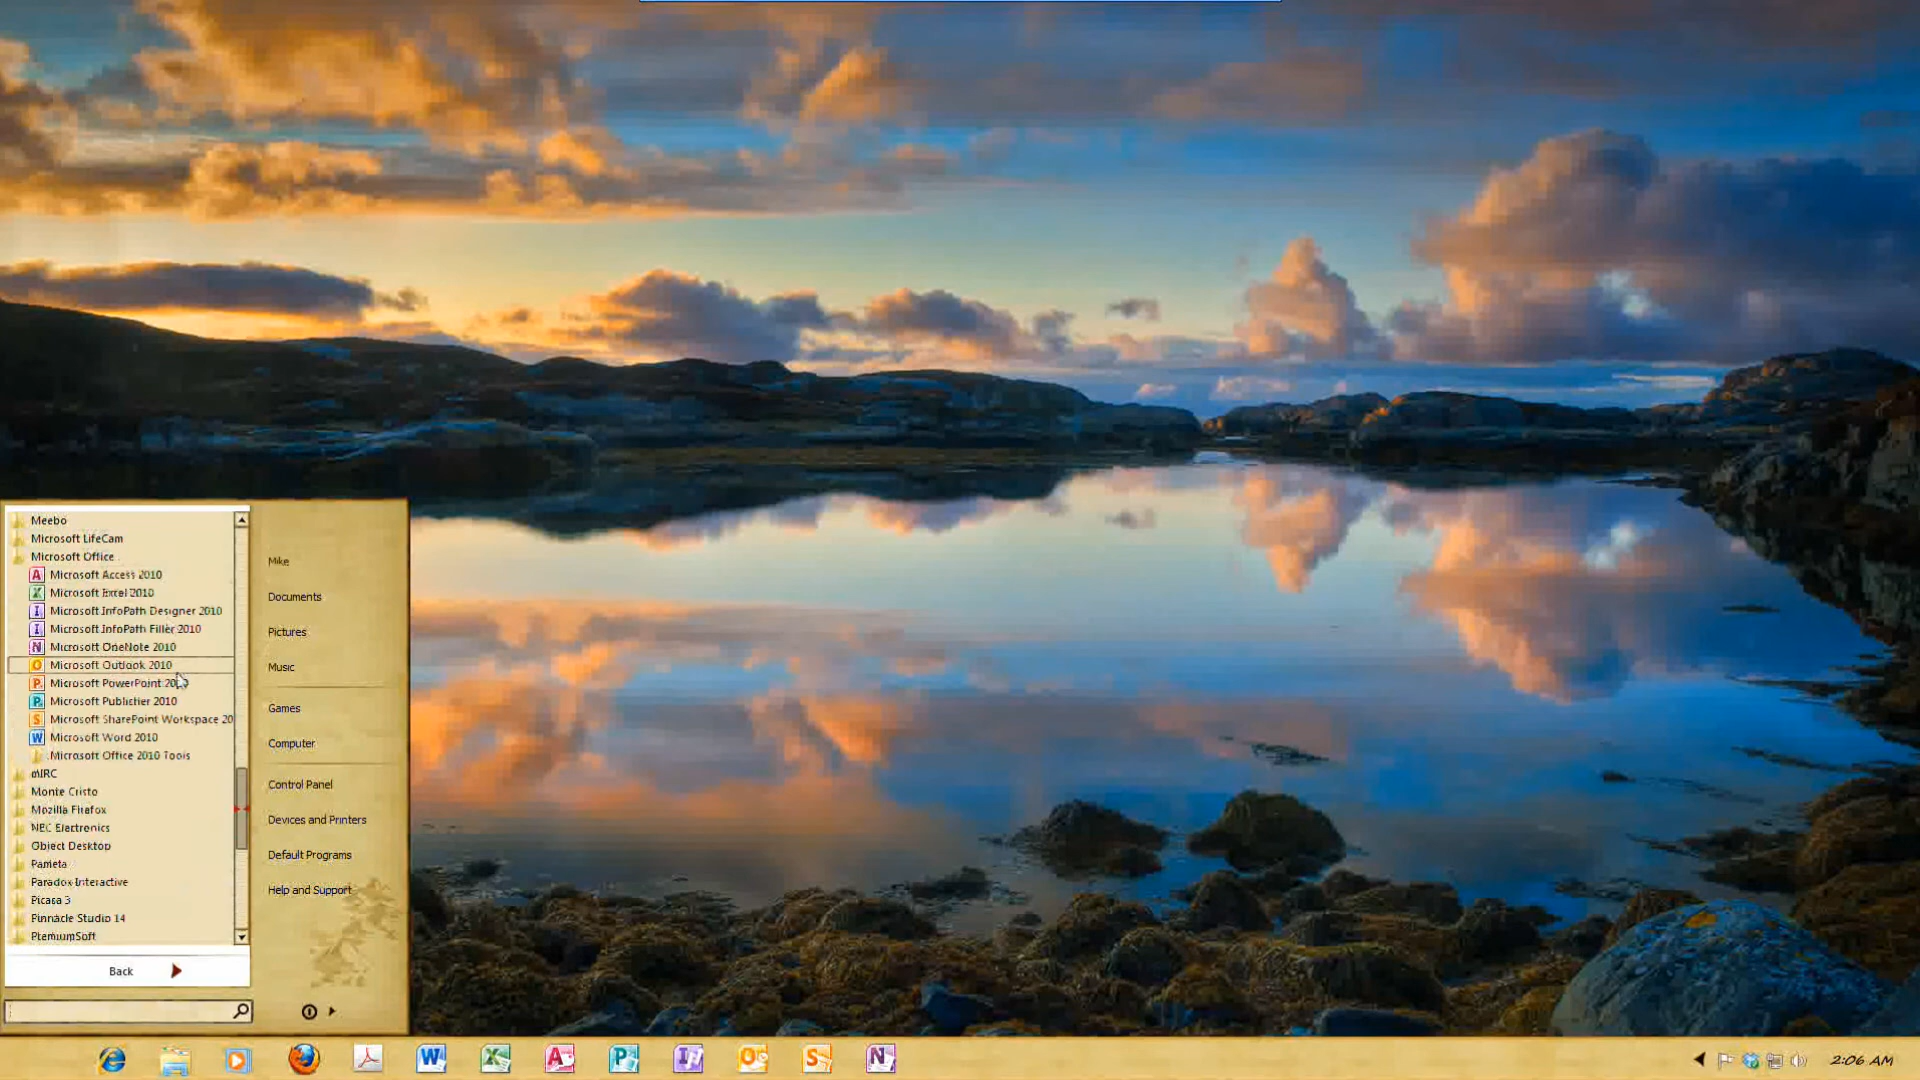 Meebo
Microsoft LifeCam
Microsoft Office
Microsoft Access 2010
Microsoft Excel 2010
Microsoft InfoPath Designer 2010
Microsoft InfoPath Filler 2010
Microsoft OneNote 2010
Microsoft Outlook 2010
Microsoft PowerPoint 2010
Microsoft Publisher 2010
Microsoft SharePoint Workspace 20
Microsoft Word 2010
Microsoft Office 2010 Tools
mIRC
Monte Cristo
Mozilla Firefox
NEC Electronics
Object Desktop
Pameta
Paradox Interactive
Picasa 3
Pinnacle Studio 14
PremiumSoft
Back
Mike
Documents
Pictures
Music
Games
Computer
Control Panel
Devices and Printers
Default Programs
Help and Support
2:06 AM